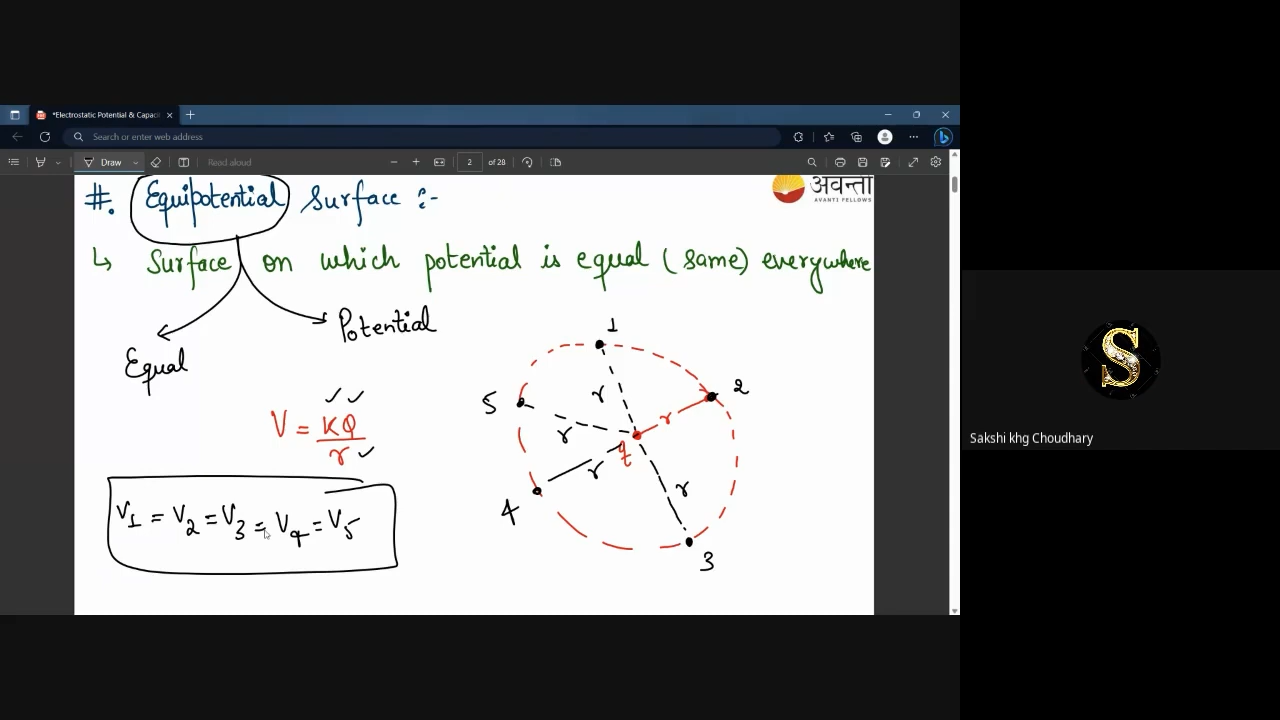 *Electrostatic Potential & Capaci
Search or enter web address
Draw
Read aloud
2 of 28
#. Equipotential Surface :-
अवन्ती
AVANTI FELLOWS
↳ Surface on which potential is equal (same) everywhere
Potential
Equal
1
2
5
r
r
V = KQ
r
r
q
r
r
4
3
V1 = V2 = V3 = V4 = V5
S
Sakshi khg Choudhary